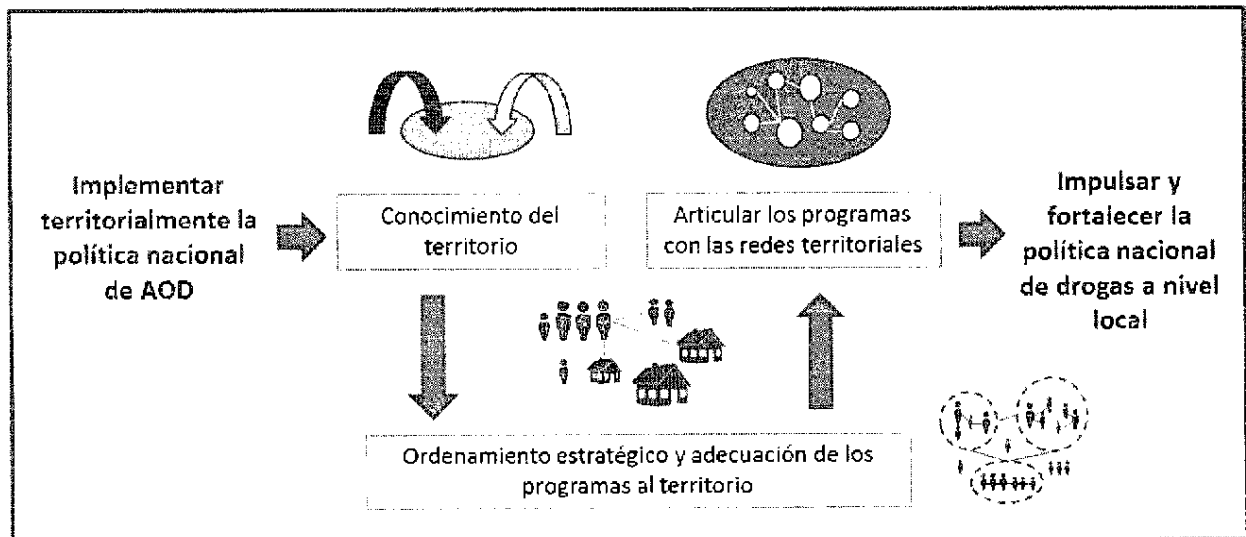 Implementar
territorialmente la
política nacional
de AOD
Conocimiento del
territorio
Ordenamiento estratégico y adecuación de los
programas al territorio
Articular los programas
con las redes territoriales
Impulsar y
fortalecer la
política nacional
de drogas a nivel
local